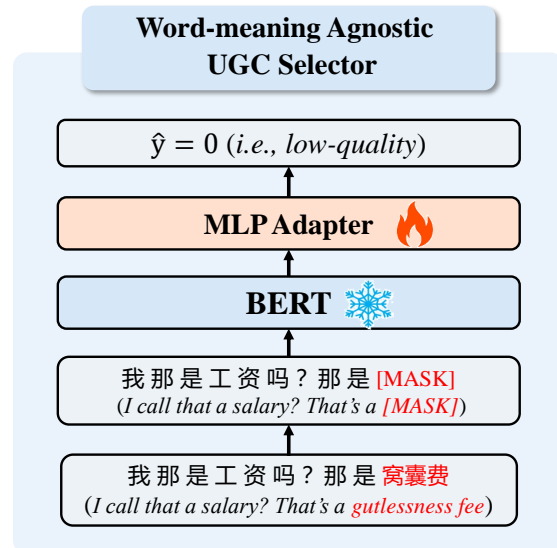 Word-meaning Agnostic
UGC Selector
ŷ = 0 (i.e., low-quality)
MLP Adapter
BERT
我那是工资吗？那是 [MASK]
(I call that a salary? That's a [MASK])
我那是工资吗？那是 窝囊费
(I call that a salary? That's a gutlessness fee)